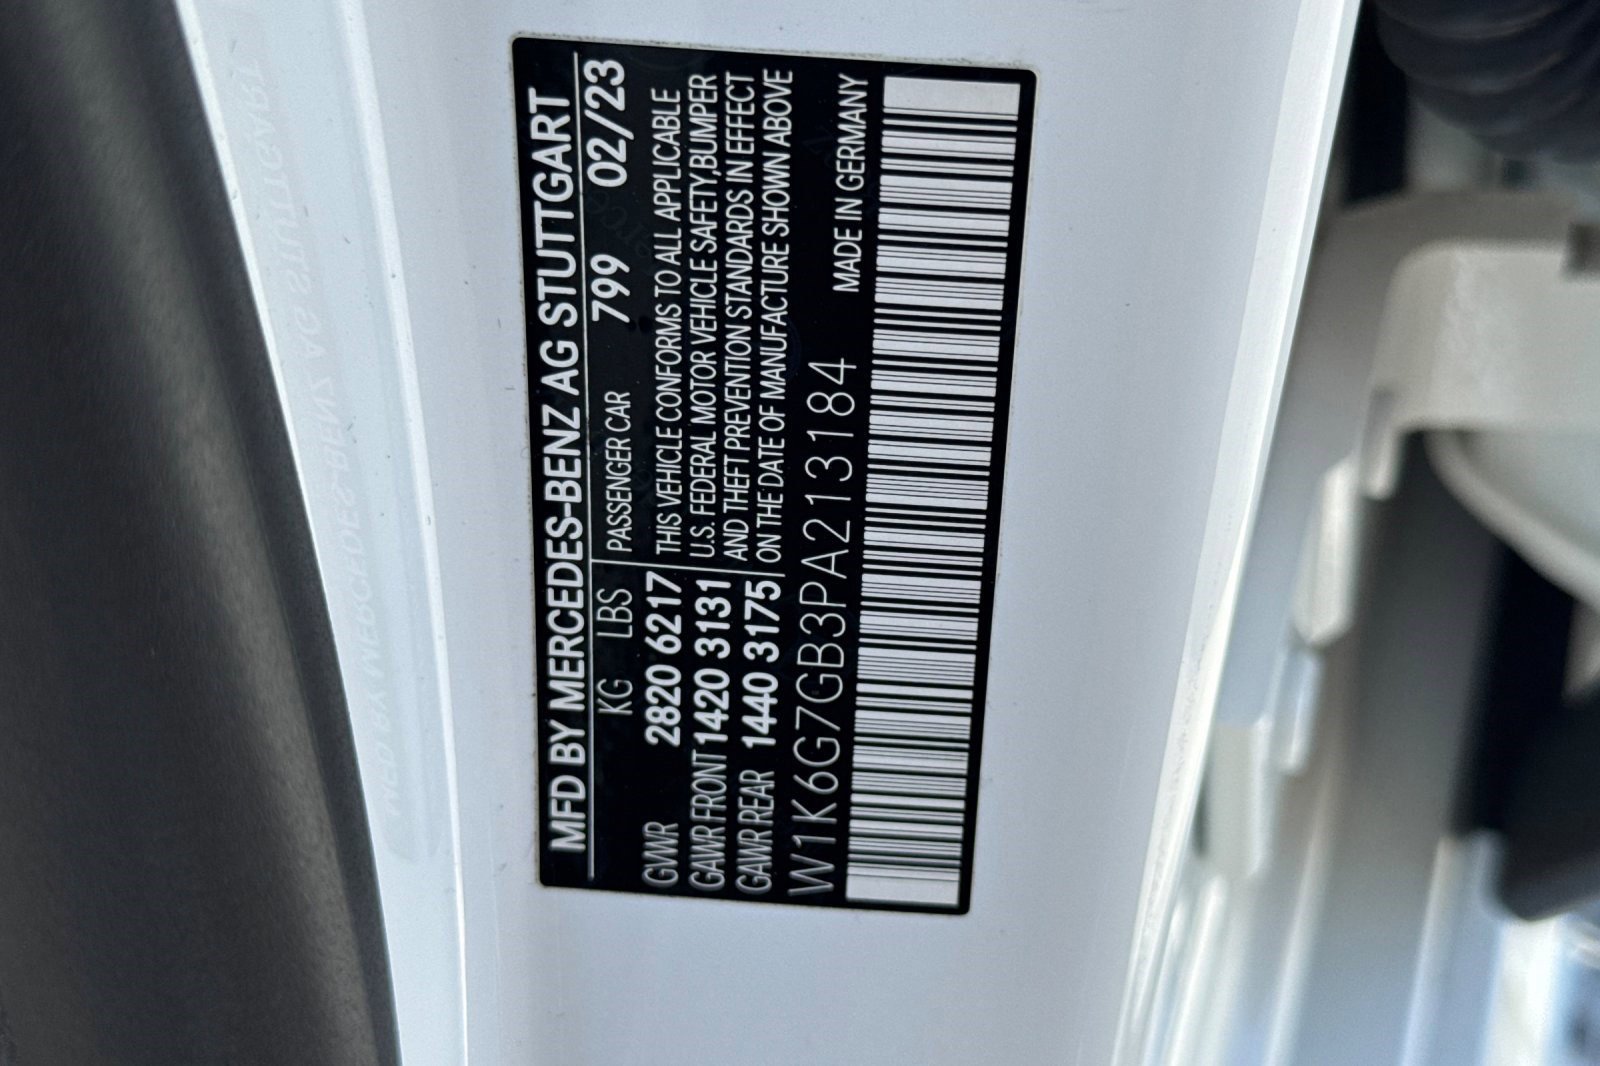 MFD BY MERCEDES-BENZ AG STUTTGART
KG LBS PASSENGER CAR 799 02/23
GVWR 2820 6217 THIS VEHICLE CONFORMS TO ALL APPLICABLE
GAWR FRONT 1420 3131 U.S. FEDERAL MOTOR VEHICLE SAFETY,BUMPER
GAWR REAR 1440 3175 AND THEFT PREVENTION STANDARDS IN EFFECT
ON THE DATE OF MANUFACTURE SHOWN ABOVE
W1K6G7GB3PA213184 MADE IN GERMANY